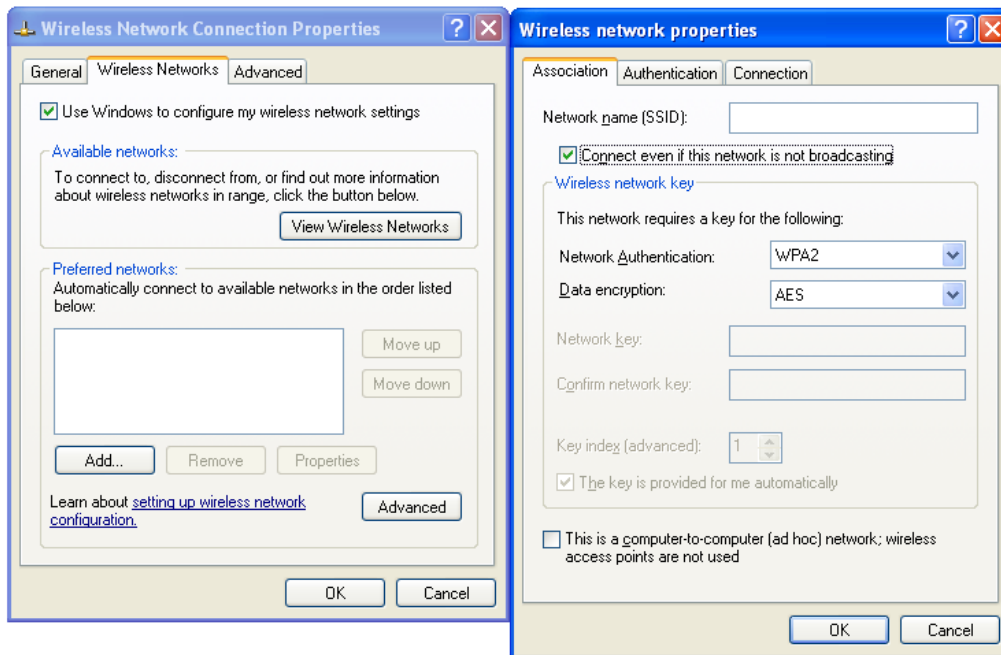 Wireless Network Connection Properties
General
Wireless Networks
Advanced
Use Windows to configure my wireless network settings
Available networks:
To connect to, disconnect from, or find out more information
about wireless networks in range, click the button below.
View Wireless Networks
Preferred networks:
Automatically connect to available networks in the order listed
below:
Move up
Move down
Add...
Remove
Properties
Learn about setting up wireless network
configuration.
Advanced
OK
Cancel
Wireless network properties
Association
Authentication
Connection
Network name (SSID):
Connect even if this network is not broadcasting
Wireless network key
This network requires a key for the following:
Network Authentication:
WPA2
Data encryption:
AES
Network key:
Confirm network key:
Key index (advanced):
1
The key is provided for me automatically
This is a computer-to-computer (ad hoc) network; wireless
access points are not used
OK
Cancel